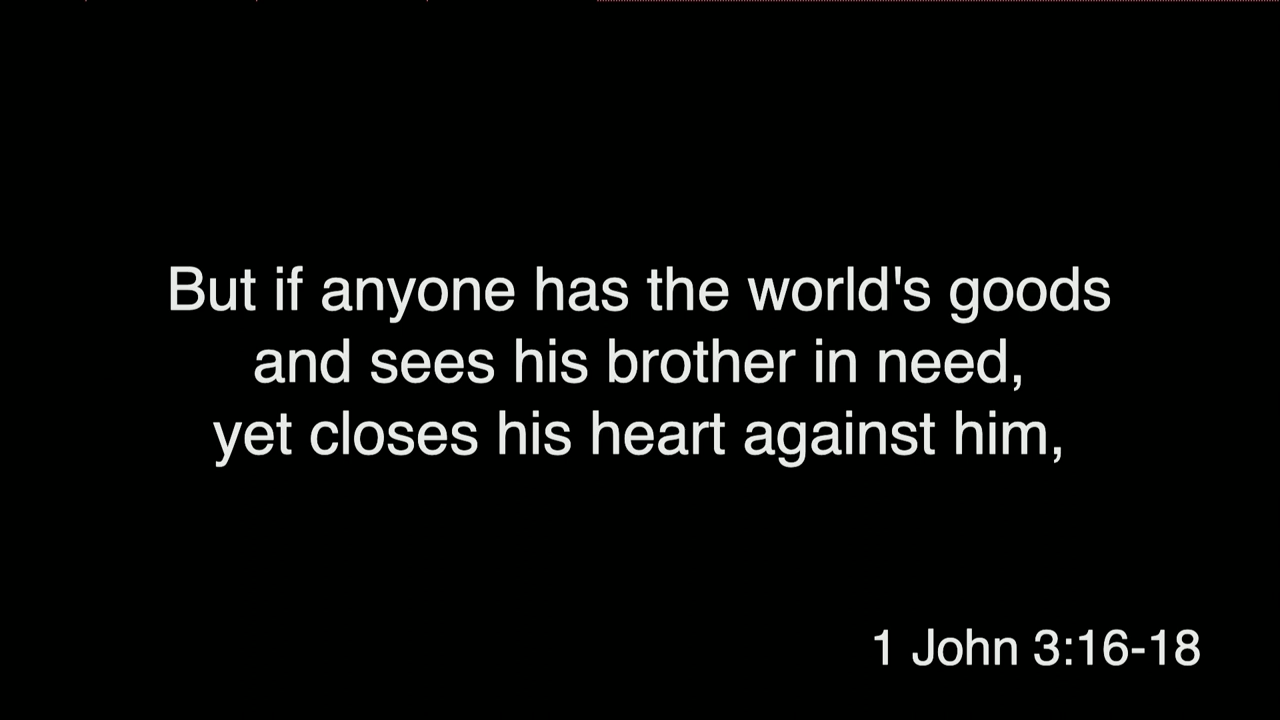 But if anyone has the world's goods
and sees his brother in need,
yet closes his heart against him,
1 John 3:16-18